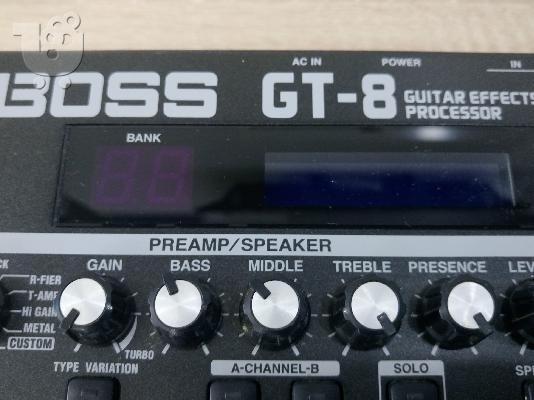 18
AC IN
POWER
IN
BOSS
GT-8
GUITAR EFFECTS
PROCESSOR
BANK
PREAMP/SPEAKER
GAIN
BASS
MIDDLE
TREBLE
PRESENCE
R-FIER
T-AMP
Hi GAIN
METAL
CUSTOM
TURBO
TYPE VARIATION
A-CHANNEL-B
SOLO